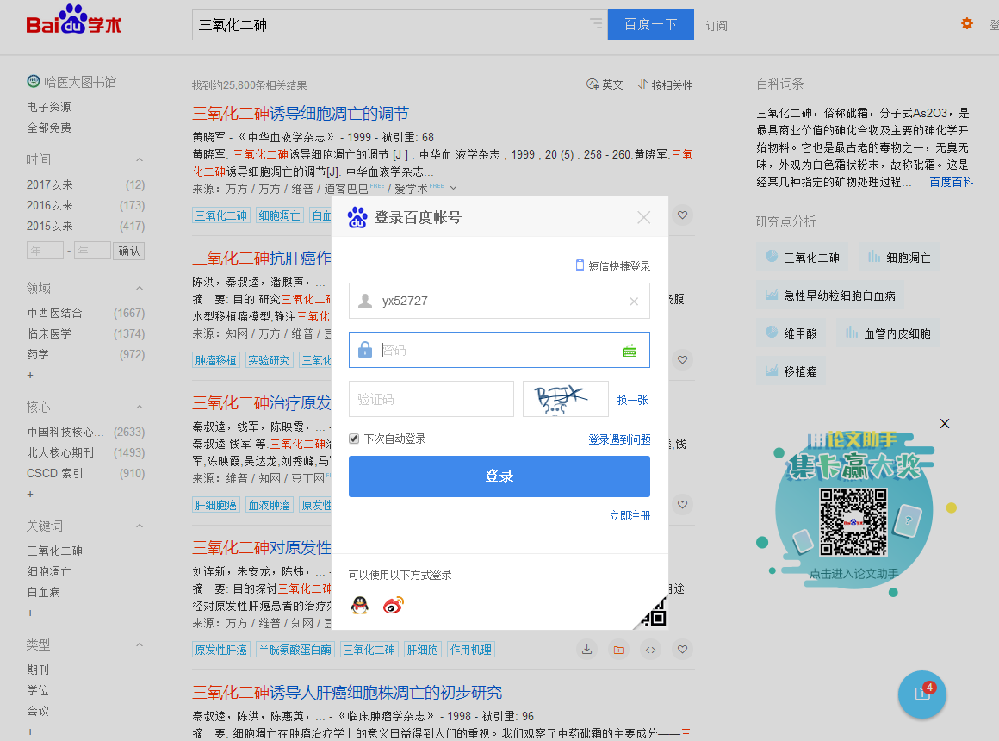 Bai du 学术
三氧化二砷
百度一下
订阅
登
哈医大图书馆
电子资源
全部免费
时间
2017以来 (12)
2016以来 (173)
2015以来 (417)
年 - 年 确认
领域
中西医结合 (1667)
临床医学 (1374)
药学 (972)
+
核心
中国科技核心... (2633)
北大核心期刊 (1493)
CSCD 索引 (910)
+
关键词
三氧化二砷
细胞凋亡
白血病
+
类型
期刊
学位
会议
+
找到约25,800条相关结果
英文 按相关性
三氧化二砷诱导细胞凋亡的调节
黄晓军 - 《中华血液学杂志》 - 1999 - 被引量: 68
黄晓军. 三氧化二砷诱导细胞凋亡的调节 [J ] . 中华血 液学杂志 , 1999 , 20 (5) : 258 - 260.黄晓军.三氧
化二砷诱导细胞凋亡的调节[J]. 中华血液学杂志...
来源：万方 / 万方 / 维普 / 道客巴巴FREE / 爱学术FREE
三氧化二砷 细胞凋亡 白血
三氧化二砷抗肝癌作
陈洪，秦叔逵，潘麒声，... -
摘 要: 目的 研究三氧化二砷
腹
水型移植瘤模型,静注三氧化
来源：知网 / 万方 / 维普 / 豆
肿瘤移植 实验研究 三氧化
三氧化二砷治疗原发
秦叔逵，钱军，陈映霞，... -
秦叔逵 钱军 等.三氧化二砷治
,钱
军,陈映霞,吴达龙,刘秀峰,马
来源：维普 / 知网 / 豆丁网
肝细胞癌 血液肿瘤 原发性
三氧化二砷对原发性
刘连新，朱安龙，陈炜，... -
摘 要: 目的探讨三氧化二砷
途
径对原发性肝癌患者的治疗
来源：万方 / 维普 / 知网 / 豆
原发性肝癌 半胱氨酸蛋白酶 三氧化二砷 肝细胞 作用机理
三氧化二砷诱导人肝癌细胞株凋亡的初步研究
秦叔逵，陈洪，陈惠英，... - 《临床肿瘤学杂志》 - 1998 - 被引量: 96
摘 要: 细胞凋亡在肿瘤治疗学上的意义日益得到人们的重视。我们观察了中药砒霜的主要成分——三
登录百度帐号
短信快捷登录
yx52727
密码
验证码
换一张
下次自动登录 登录遇到问题
登录
立即注册
可以使用以下方式登录
百科词条
三氧化二砷，俗称砒霜，分子式As2O3，是
最具商业价值的砷化合物及主要的砷化学开
始物料。它也是最古老的毒物之一，无臭无
味，外观为白色霜状粉末，故称砒霜。这是
经某几种指定的矿物处理过程... 百度百科
研究点分析
三氧化二砷 细胞凋亡
急性早幼粒细胞白血病
维甲酸 血管内皮细胞
移植瘤
用论文助手
集卡赢大奖
?
点击进入论文助手
4